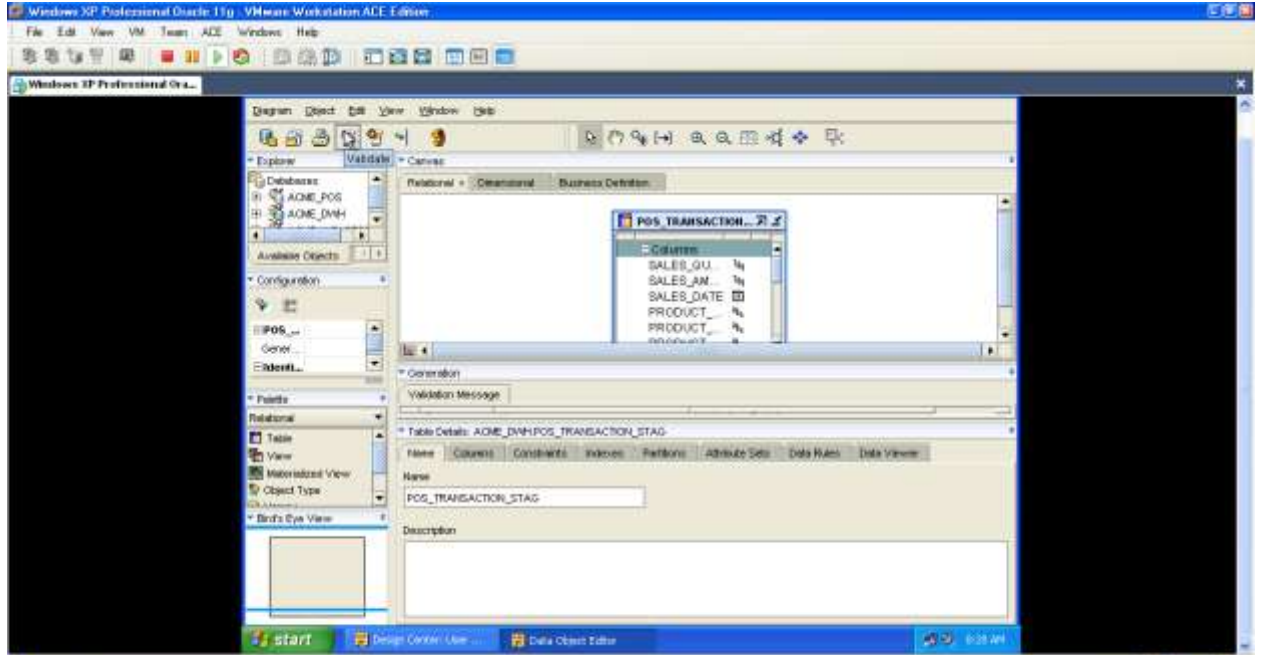 Windows XP Professional Oracle 11g - VMware Workstation ACE Edition
File Edit View VM Team ACE Windows Help
Windows XP Professional Ora...
Diagram Object Edit View Window Help
Validate
Explorer
Canvas
Databases
ACME_POS
ACME_DWH
Available Objects
Relational Dimensional Business Definition
POS_TRANSACTION...
Columns
SALES_QU...
SALES_AM...
SALES_DATE
PRODUCT_...
PRODUCT_...
PRODUCT
Configuration
POS_...
Gener...
Identi...
Generation
Validation Message
Palette
Relational
Table
View
Materialized View
Object Type
Table Details: ACME_DWH.POS_TRANSACTION_STAG
Name Columns Constraints Indexes Partitions Attribute Sets Data Rules Data Viewer
Name
POS_TRANSACTION_STAG
Description
Bird's Eye View
start
Design Center: User ...
Data Object Editor